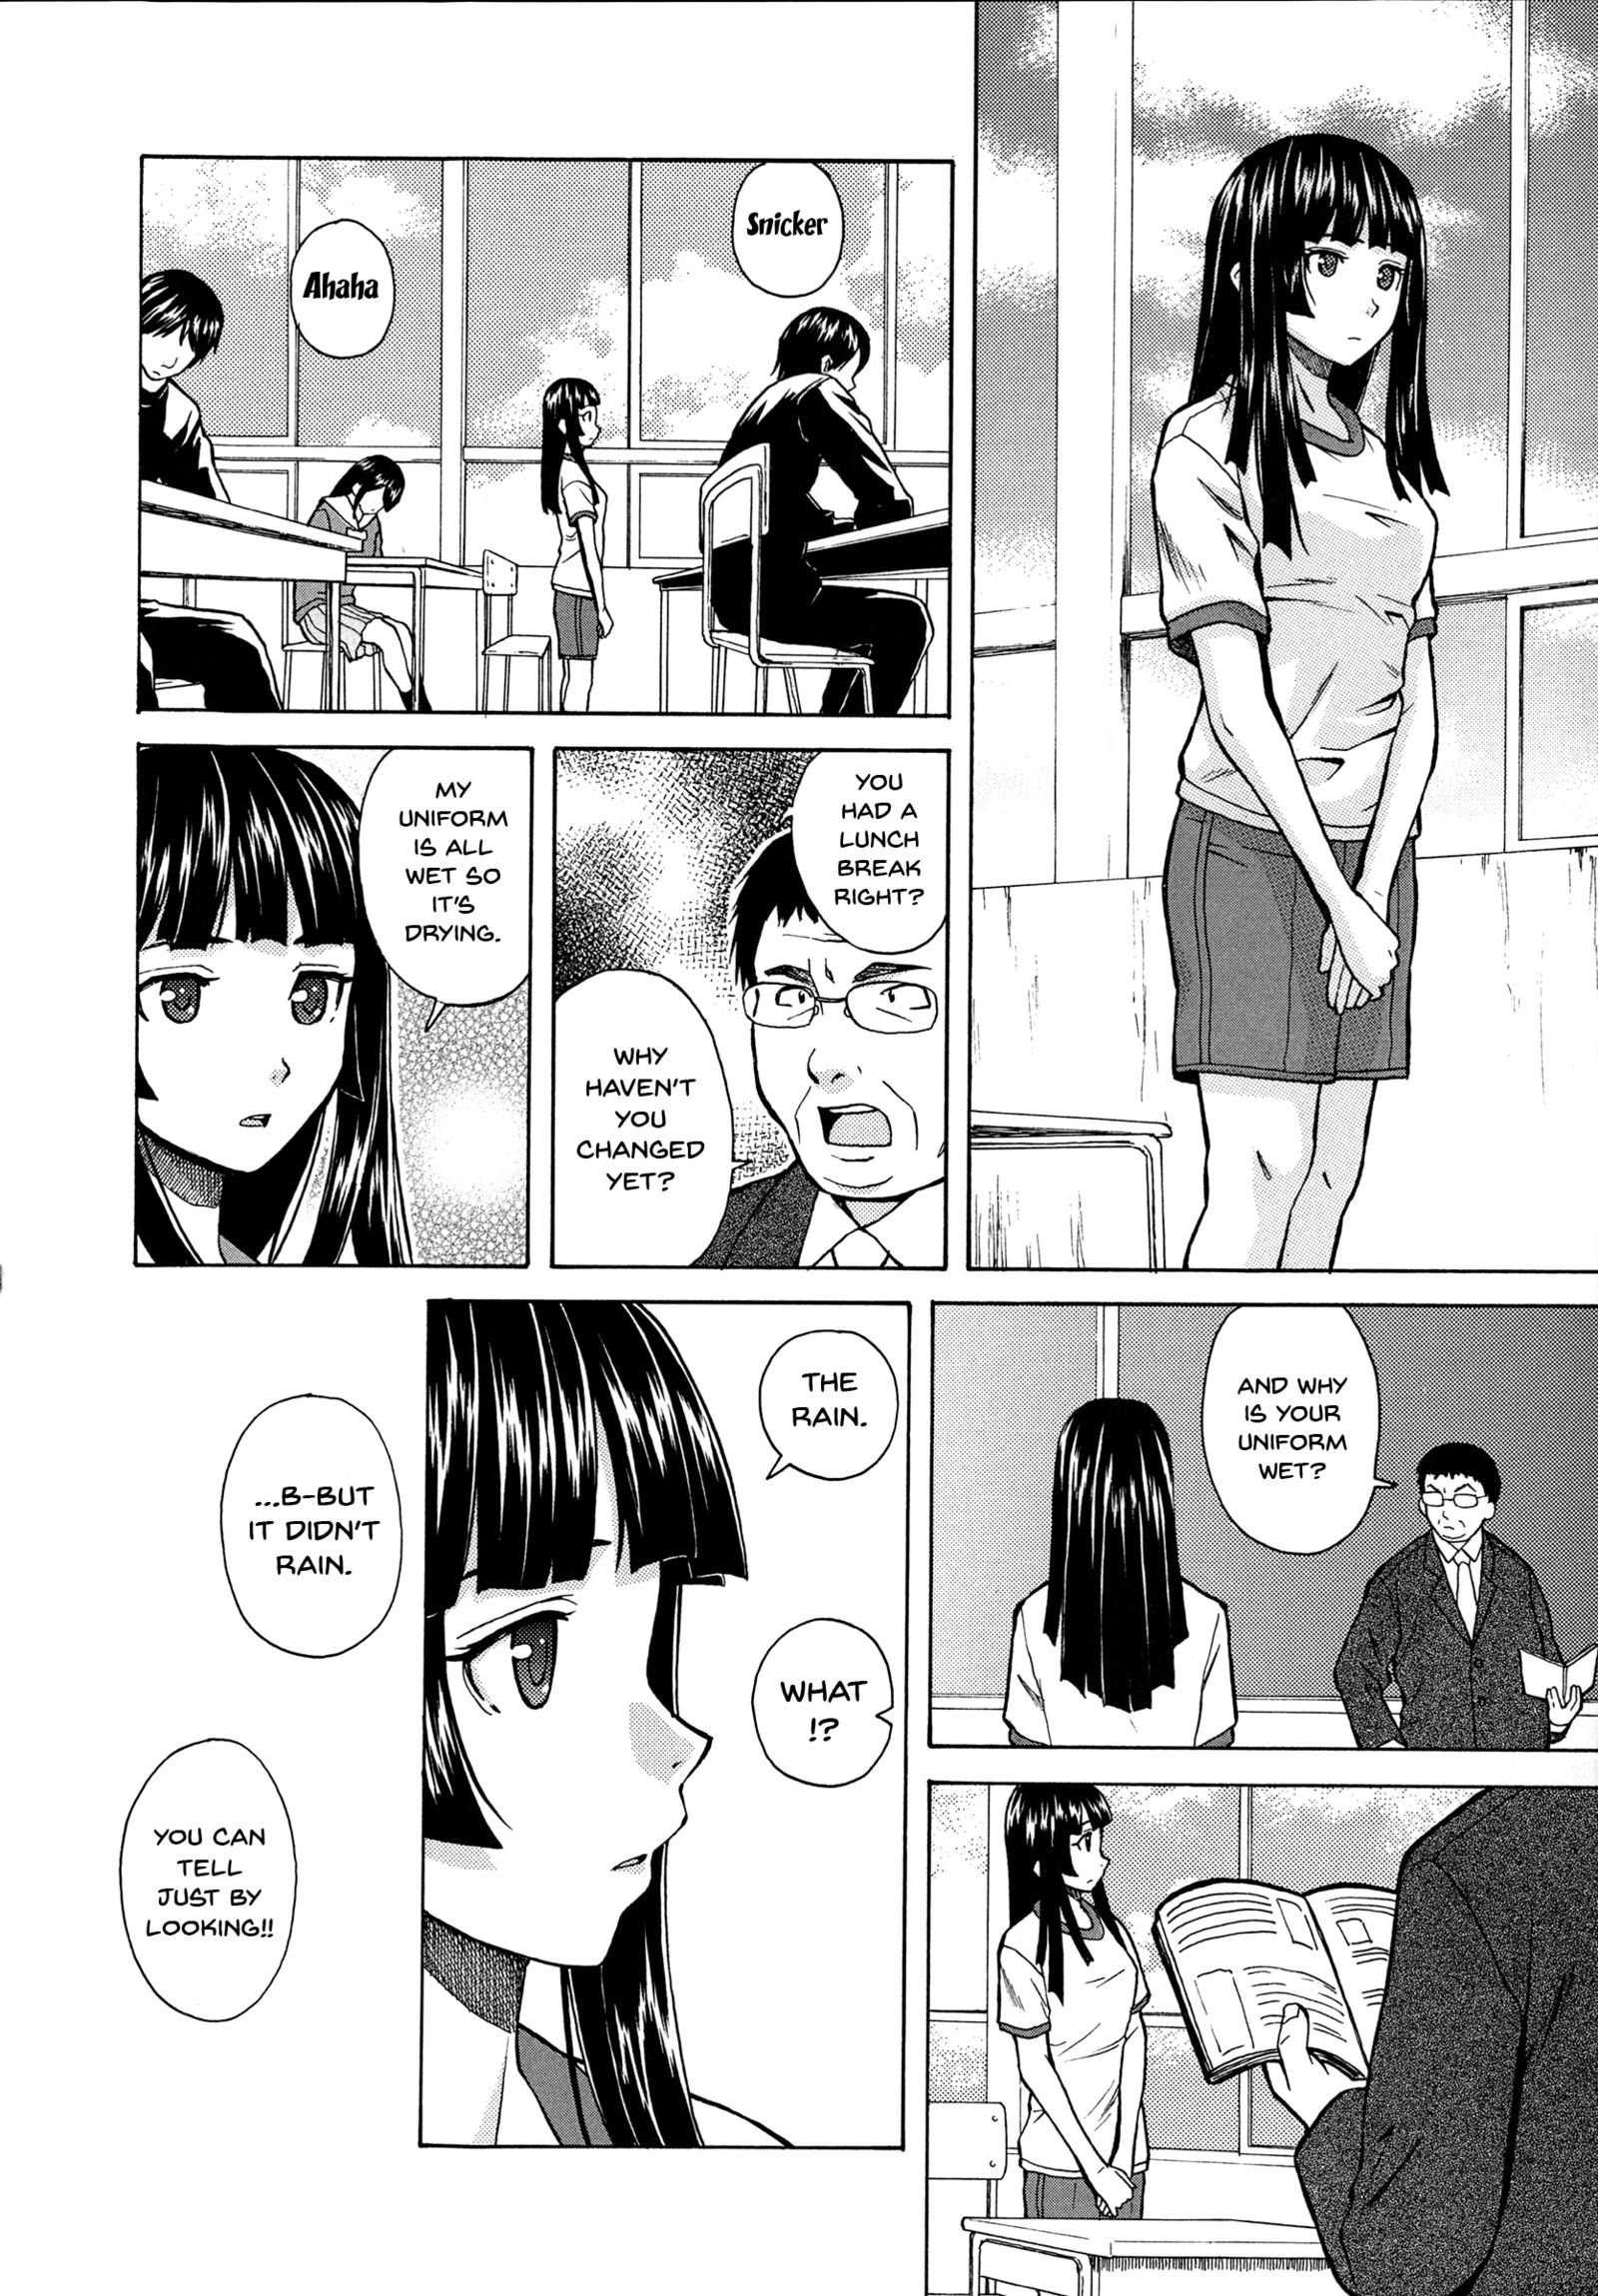 Snicker
Ahaha
YOU
HAD A
LUNCH
BREAK
RIGHT?
WHY
HAVEN'T
YOU
CHANGED
YET?
MY
UNIFORM
IS ALL
WET SO
IT'S
DRYING.
AND WHY
IS YOUR
UNIFORM
WET?
THE
RAIN.
WHAT
!?
...B-BUT
IT DIDN'T
RAIN.
YOU CAN
TELL
JUST BY
LOOKING!!